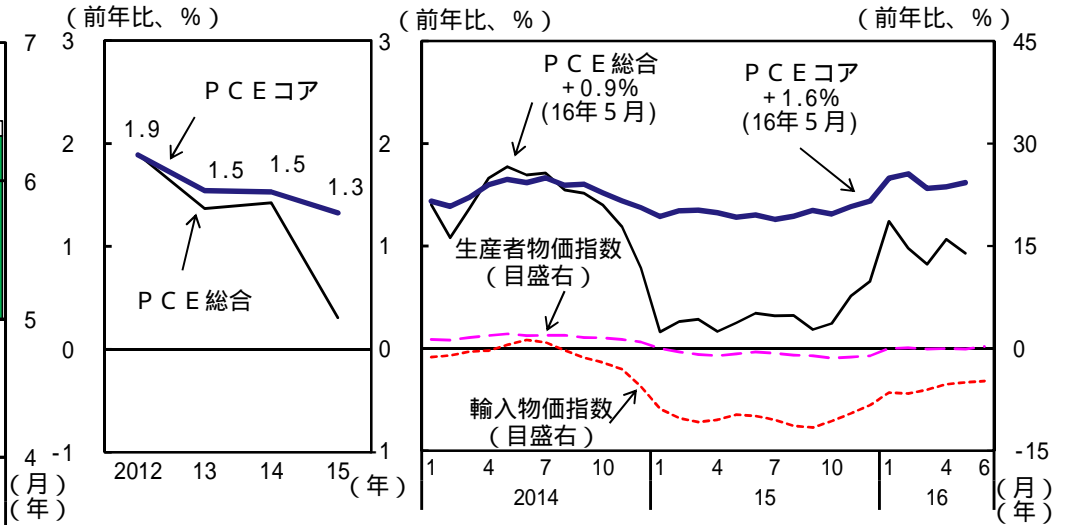 (前年比、%)
(前年比、%)
(前年比、%)
7
6
5
4
(月)
(年)
3
2
1
0
-1
PCEコア
1.9
1.5
1.5
1.3
PCE総合
2012
13
14
15
(年)
3
2
1
0
1
PCE総合
+0.9%
(16年5月)
PCEコア
+1.6%
(16年5月)
生産者物価指数
(目盛右)
輸入物価指数
(目盛右)
45
30
15
0
-15
1
4
7
10
1
4
7
10
1
4
6
(月)
2014
15
16
(年)